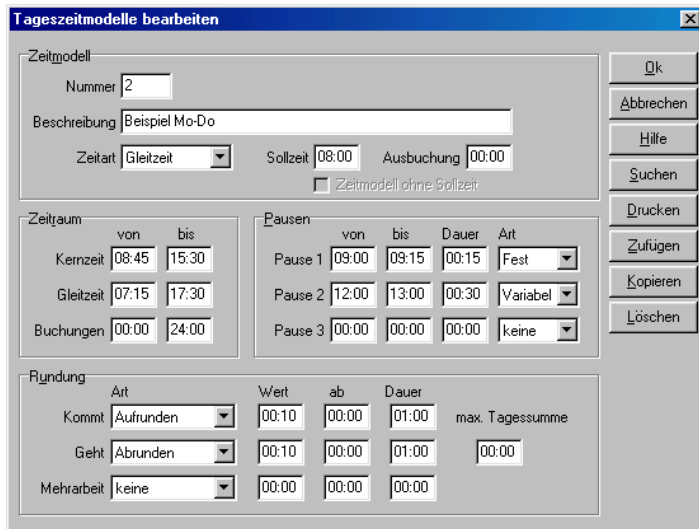 Tageszeitmodelle bearbeiten
Zeitmodell
Nummer 2
Beschreibung Beispiel Mo-Do
Zeitart Gleitzeit Sollzeit 08:00 Ausbuchung 00:00
Zeitmodell ohne Sollzeit
Zeitraum
von bis
Kernzeit 08:45 15:30
Gleitzeit 07:15 17:30
Buchungen 00:00 24:00
Pausen
von bis Dauer Art
Pause 1 09:00 09:15 00:15 Fest
Pause 2 12:00 13:00 00:30 Variabel
Pause 3 00:00 00:00 00:00 keine
Rundung
Art Wert ab Dauer
Kommt Aufrunden 00:10 00:00 01:00 max. Tagessumme
Geht Abrunden 00:10 00:00 01:00 00:00
Mehrarbeit keine 00:00 00:00 00:00
Ok
Abbrechen
Hilfe
Suchen
Drucken
Zufügen
Kopieren
Löschen